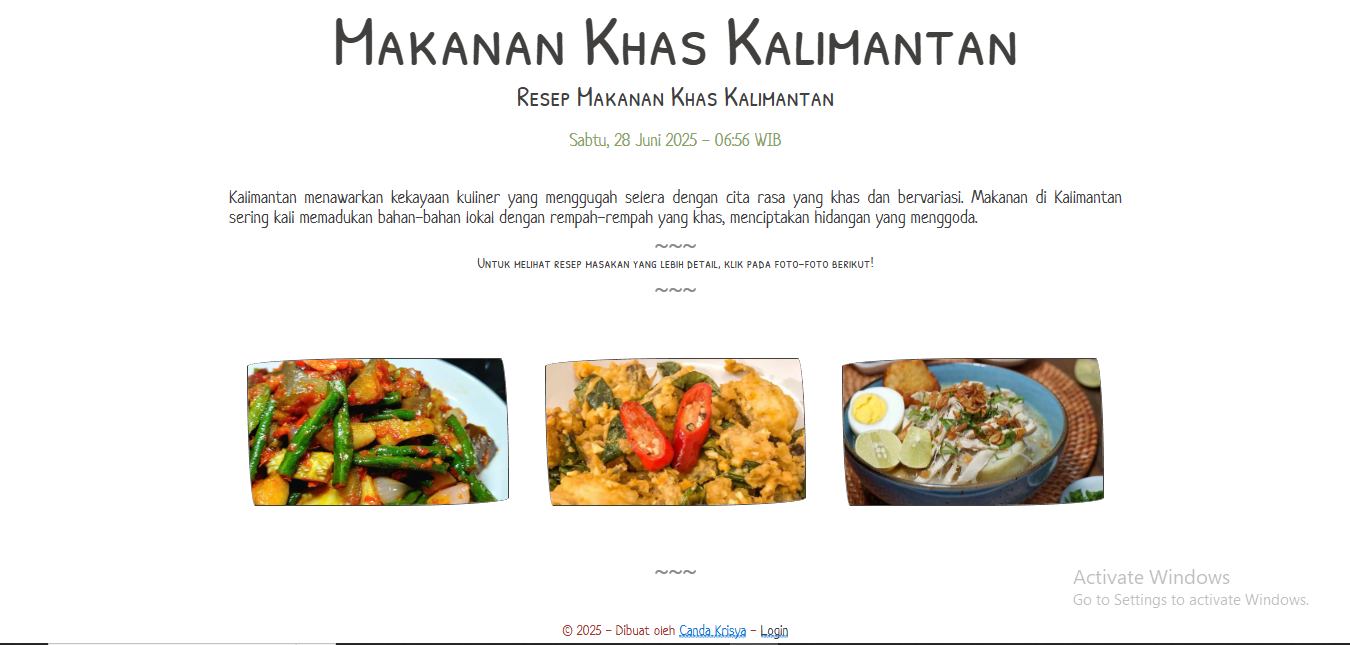 Makanan Khas Kalimantan
Resep Makanan Khas Kalimantan
Sabtu, 28 Juni 2025 - 06:56 WIB
Kalimantan menawarkan kekayaan kuliner yang menggugah selera dengan cita rasa yang khas dan bervariasi. Makanan di Kalimantan
sering kali memadukan bahan-bahan lokal dengan rempah-rempah yang khas, menciptakan hidangan yang menggoda.
~~~
Untuk melihat resep masakan yang lebih detail, klik pada foto-foto berikut!
~~~
~~~
Activate Windows
Go to Settings to activate Windows.
© 2025 - Dibuat oleh Canda Krisya - Login